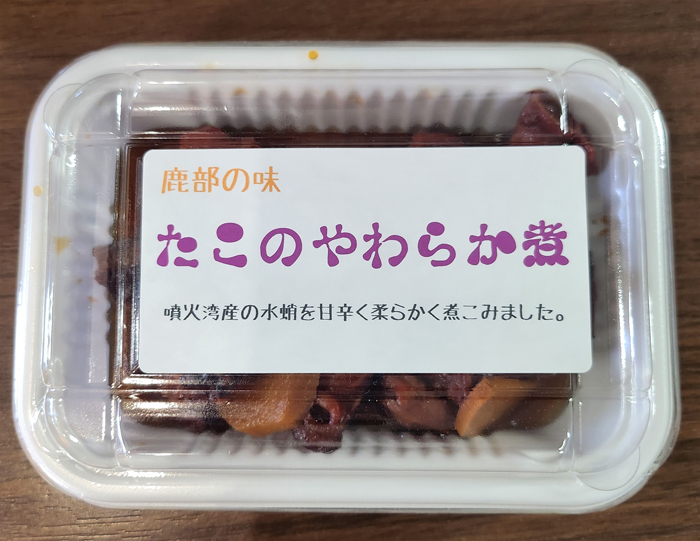 鹿部の味
たこのやわらか煮
噴火湾産の水蛸を甘辛く柔らかく煮こみました。